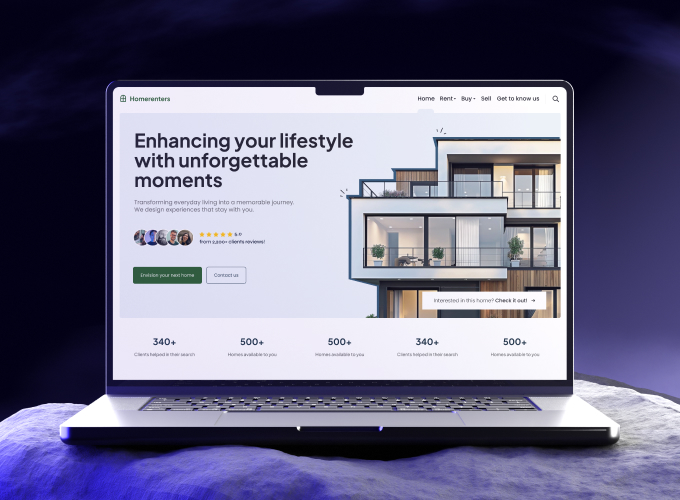 Homerenters
Home Rent Buy Sell Get to know us
Enhancing your lifestyle
with unforgettable
moments
Transforming everyday living into a memorable journey.
We design experiences that stay with you.
from 2,500+ clients reviews!
Envision your next home
Contact us
Interested in this home? Check it out! →
340+
500+
500+
340+
500+
Clients helped in their search
Homes available to you
Homes available to you
Clients helped in their search
Homes available to you